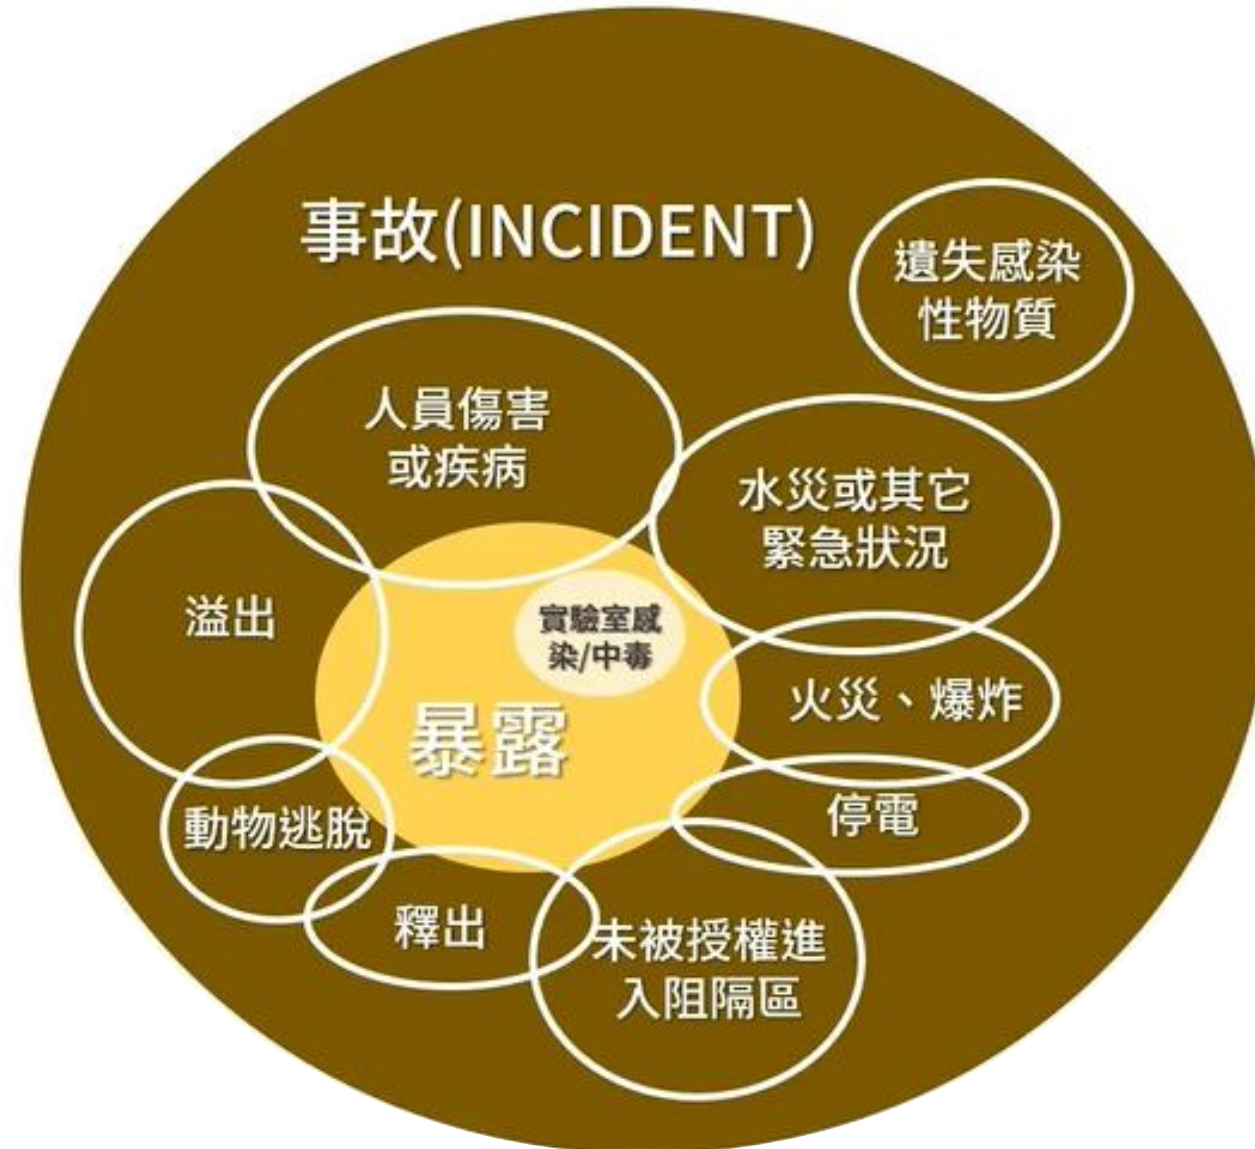 事故(INCIDENT)
遺失感染
性物質
人員傷害
或疾病
水災或其它
緊急狀況
溢出
實驗室感
染/中毒
火災、爆炸
暴露
停電
動物逃脫
釋出
未被授權進
入阻隔區